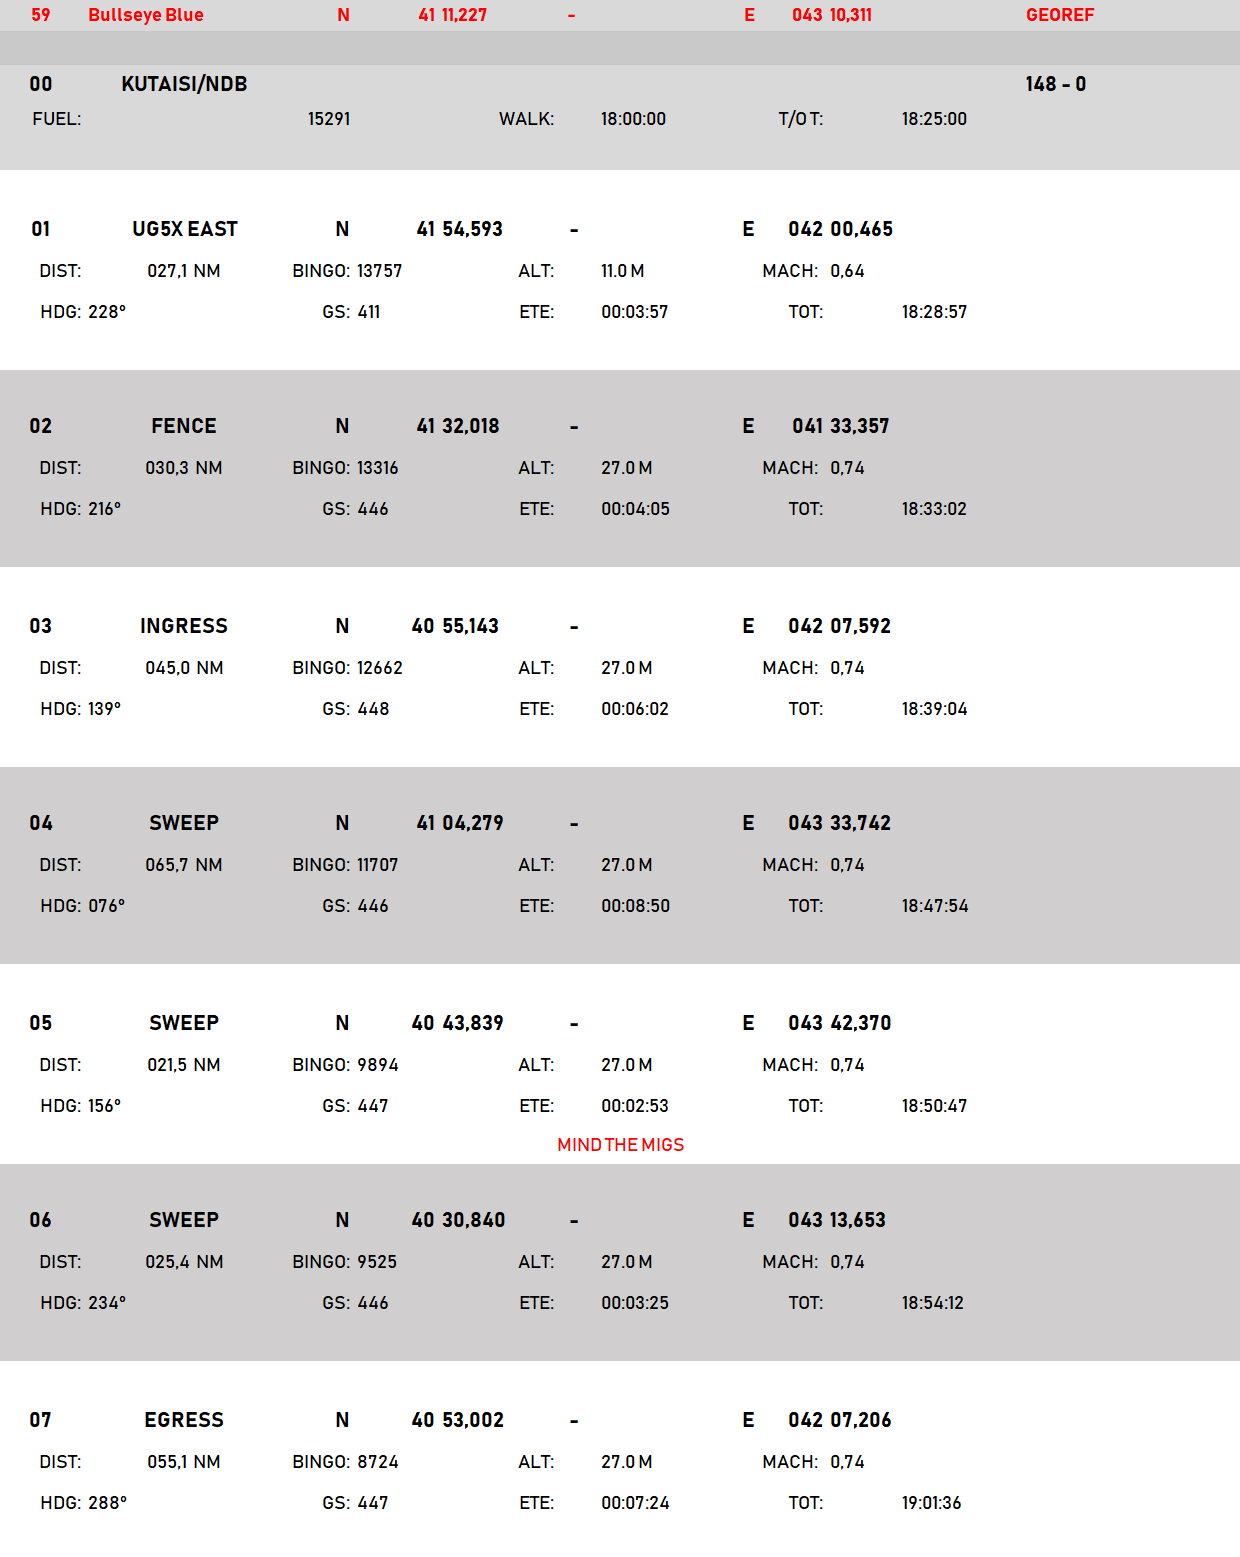 59 Bullseye Blue N 41 11,227 - E 043 10,311 GEOREF
00 KUTAISI/NDB 148 - 0
FUEL: 15291 WALK: 18:00:00 T/O T: 18:25:00
01 UG5X EAST N 41 54,593 - E 042 00,465
DIST: 027,1 NM BINGO: 13757 ALT: 11.0 M MACH: 0,64
HDG: 228° GS: 411 ETE: 00:03:57 TOT: 18:28:57
02 FENCE N 41 32,018 - E 041 33,357
DIST: 030,3 NM BINGO: 13316 ALT: 27.0 M MACH: 0,74
HDG: 216° GS: 446 ETE: 00:04:05 TOT: 18:33:02
03 INGRESS N 40 55,143 - E 042 07,592
DIST: 045,0 NM BINGO: 12662 ALT: 27.0 M MACH: 0,74
HDG: 139° GS: 448 ETE: 00:06:02 TOT: 18:39:04
04 SWEEP N 41 04,279 - E 043 33,742
DIST: 065,7 NM BINGO: 11707 ALT: 27.0 M MACH: 0,74
HDG: 076° GS: 446 ETE: 00:08:50 TOT: 18:47:54
05 SWEEP N 40 43,839 - E 043 42,370
DIST: 021,5 NM BINGO: 9894 ALT: 27.0 M MACH: 0,74
HDG: 156° GS: 447 ETE: 00:02:53 TOT: 18:50:47
MIND THE MIGS
06 SWEEP N 40 30,840 - E 043 13,653
DIST: 025,4 NM BINGO: 9525 ALT: 27.0 M MACH: 0,74
HDG: 234° GS: 446 ETE: 00:03:25 TOT: 18:54:12
07 EGRESS N 40 53,002 - E 042 07,206
DIST: 055,1 NM BINGO: 8724 ALT: 27.0 M MACH: 0,74
HDG: 288° GS: 447 ETE: 00:07:24 TOT: 19:01:36